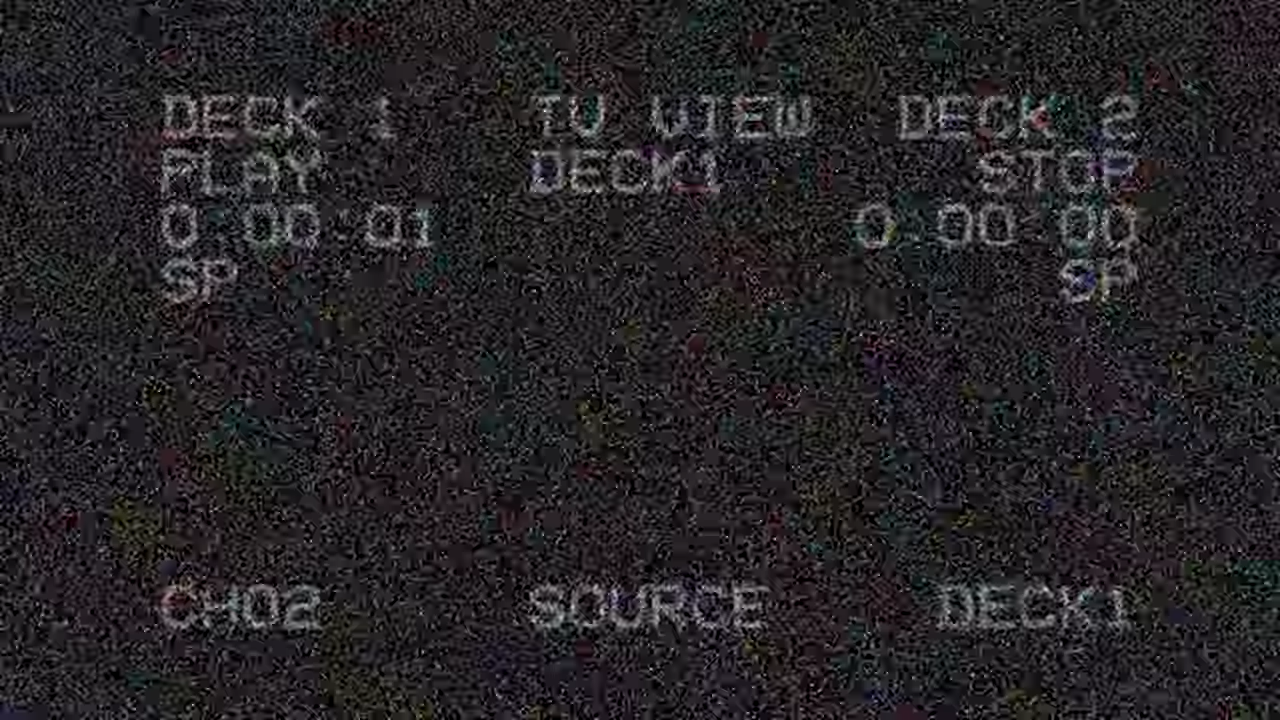 DECK 1 TV VIEW DECK 2
PLAY DECK1 STOP
0:00:01 0:00:00
SP SP
CH02 SOURCE DECK1